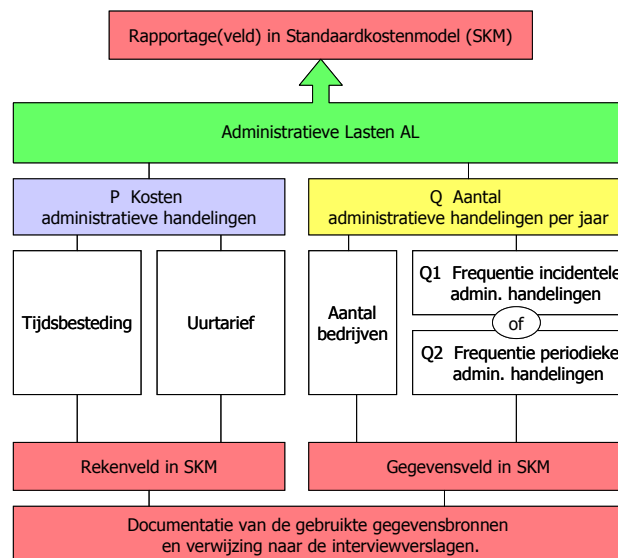 Rapportage(veld) in Standaardkostenmodel (SKM)
Administratieve Lasten AL
P Kosten
administratieve handelingen
Q Aantal
administratieve handelingen per jaar
Tijdsbesteding
Uurtarief
Aantal
bedrijven
Q1 Frequentie incidentele
admin. handelingen
of
Q2 Frequentie periodieke
admin. handelingen
Rekenveld in SKM
Gegevensveld in SKM
Documentatie van de gebruikte gegevensbronnen
en verwijzing naar de interviewverslagen.